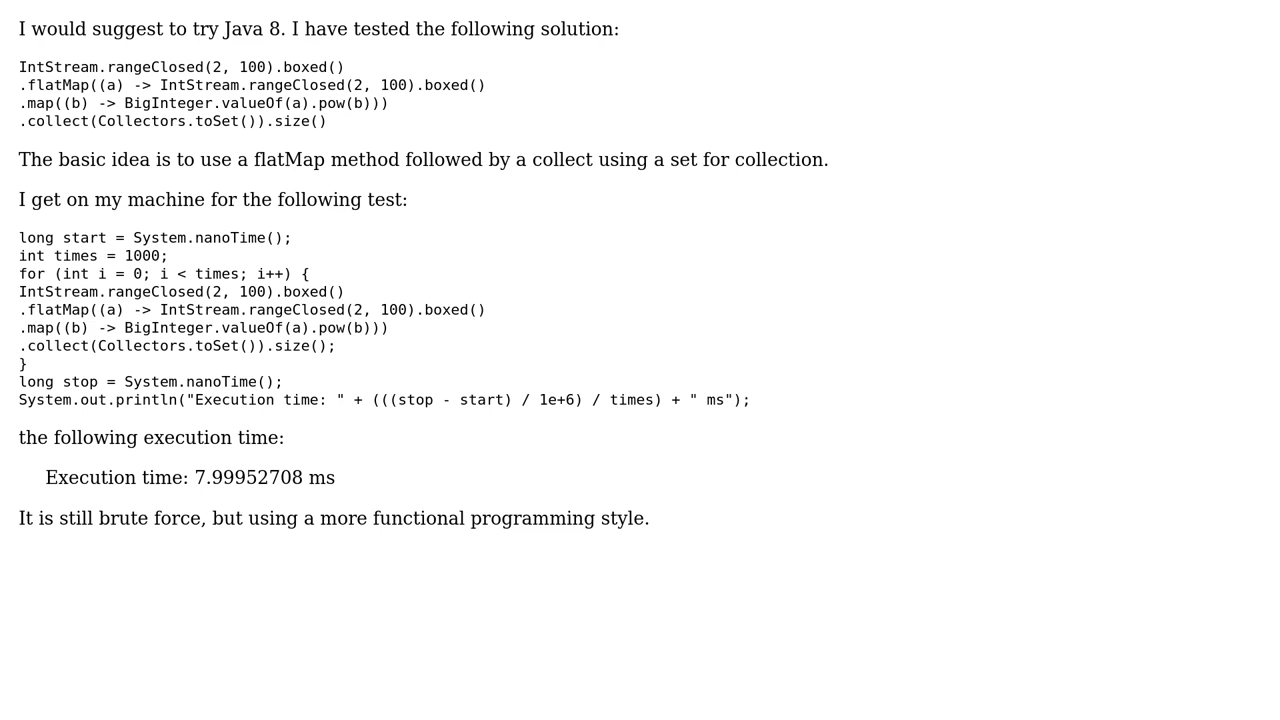 I would suggest to try Java 8. I have tested the following solution:
IntStream.rangeClosed(2, 100).boxed()
.flatMap((a) -> IntStream.rangeClosed(2, 100).boxed()
.map((b) -> BigInteger.valueOf(a).pow(b)))
.collect(Collectors.toSet()).size()
The basic idea is to use a flatMap method followed by a collect using a set for collection.
I get on my machine for the following test:
long start = System.nanoTime();
int times = 1000;
for (int i = 0; i < times; i++) {
IntStream.rangeClosed(2, 100).boxed()
.flatMap((a) -> IntStream.rangeClosed(2, 100).boxed()
.map((b) -> BigInteger.valueOf(a).pow(b)))
.collect(Collectors.toSet()).size();
}
long stop = System.nanoTime();
System.out.println("Execution time: " + (((stop - start) / 1e+6) / times) + " ms");
the following execution time:
Execution time: 7.99952708 ms
It is still brute force, but using a more functional programming style.